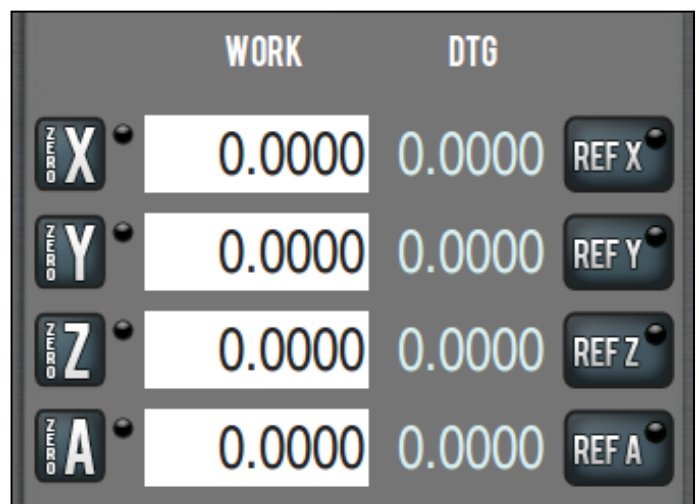 WORK DTG
ZERO X 0.0000 0.0000 REF X
ZERO Y 0.0000 0.0000 REF Y
ZERO Z 0.0000 0.0000 REF Z
ZERO A 0.0000 0.0000 REF A